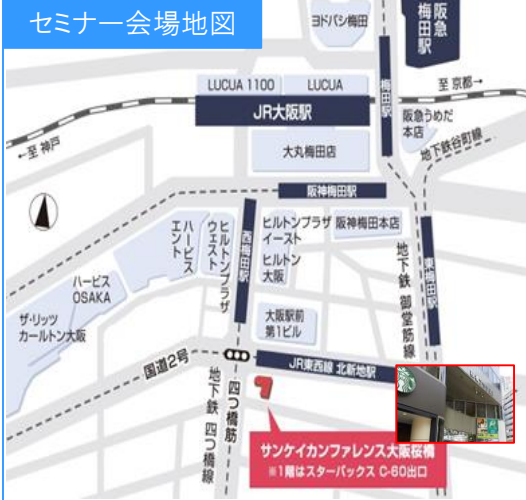 セミナー会場地図
ヨドバシ梅田
阪急
梅田駅
LUCUA 1100
LUCUA
至 京都→
JR大阪駅
梅田駅
阪急うめだ
本店
←至 神戸
大丸梅田店
地下鉄谷町線
阪神梅田駅
西梅田駅
ハービス
エント
ヒルトンプラザ
ウェスト
ヒルトンプラザ
イースト
ヒルトン
大阪
阪神梅田本店
東梅田駅
地下鉄 御堂筋線
ハービス
OSAKA
ザ・リッツ
カールトン大阪
大阪駅前
第1ビル
国道2号
JR東西線 北新地駅
四つ橋筋
地下鉄 四つ橋線
サンケイカンファレンス大阪桜橋
※1階はスターバックス C-60出口